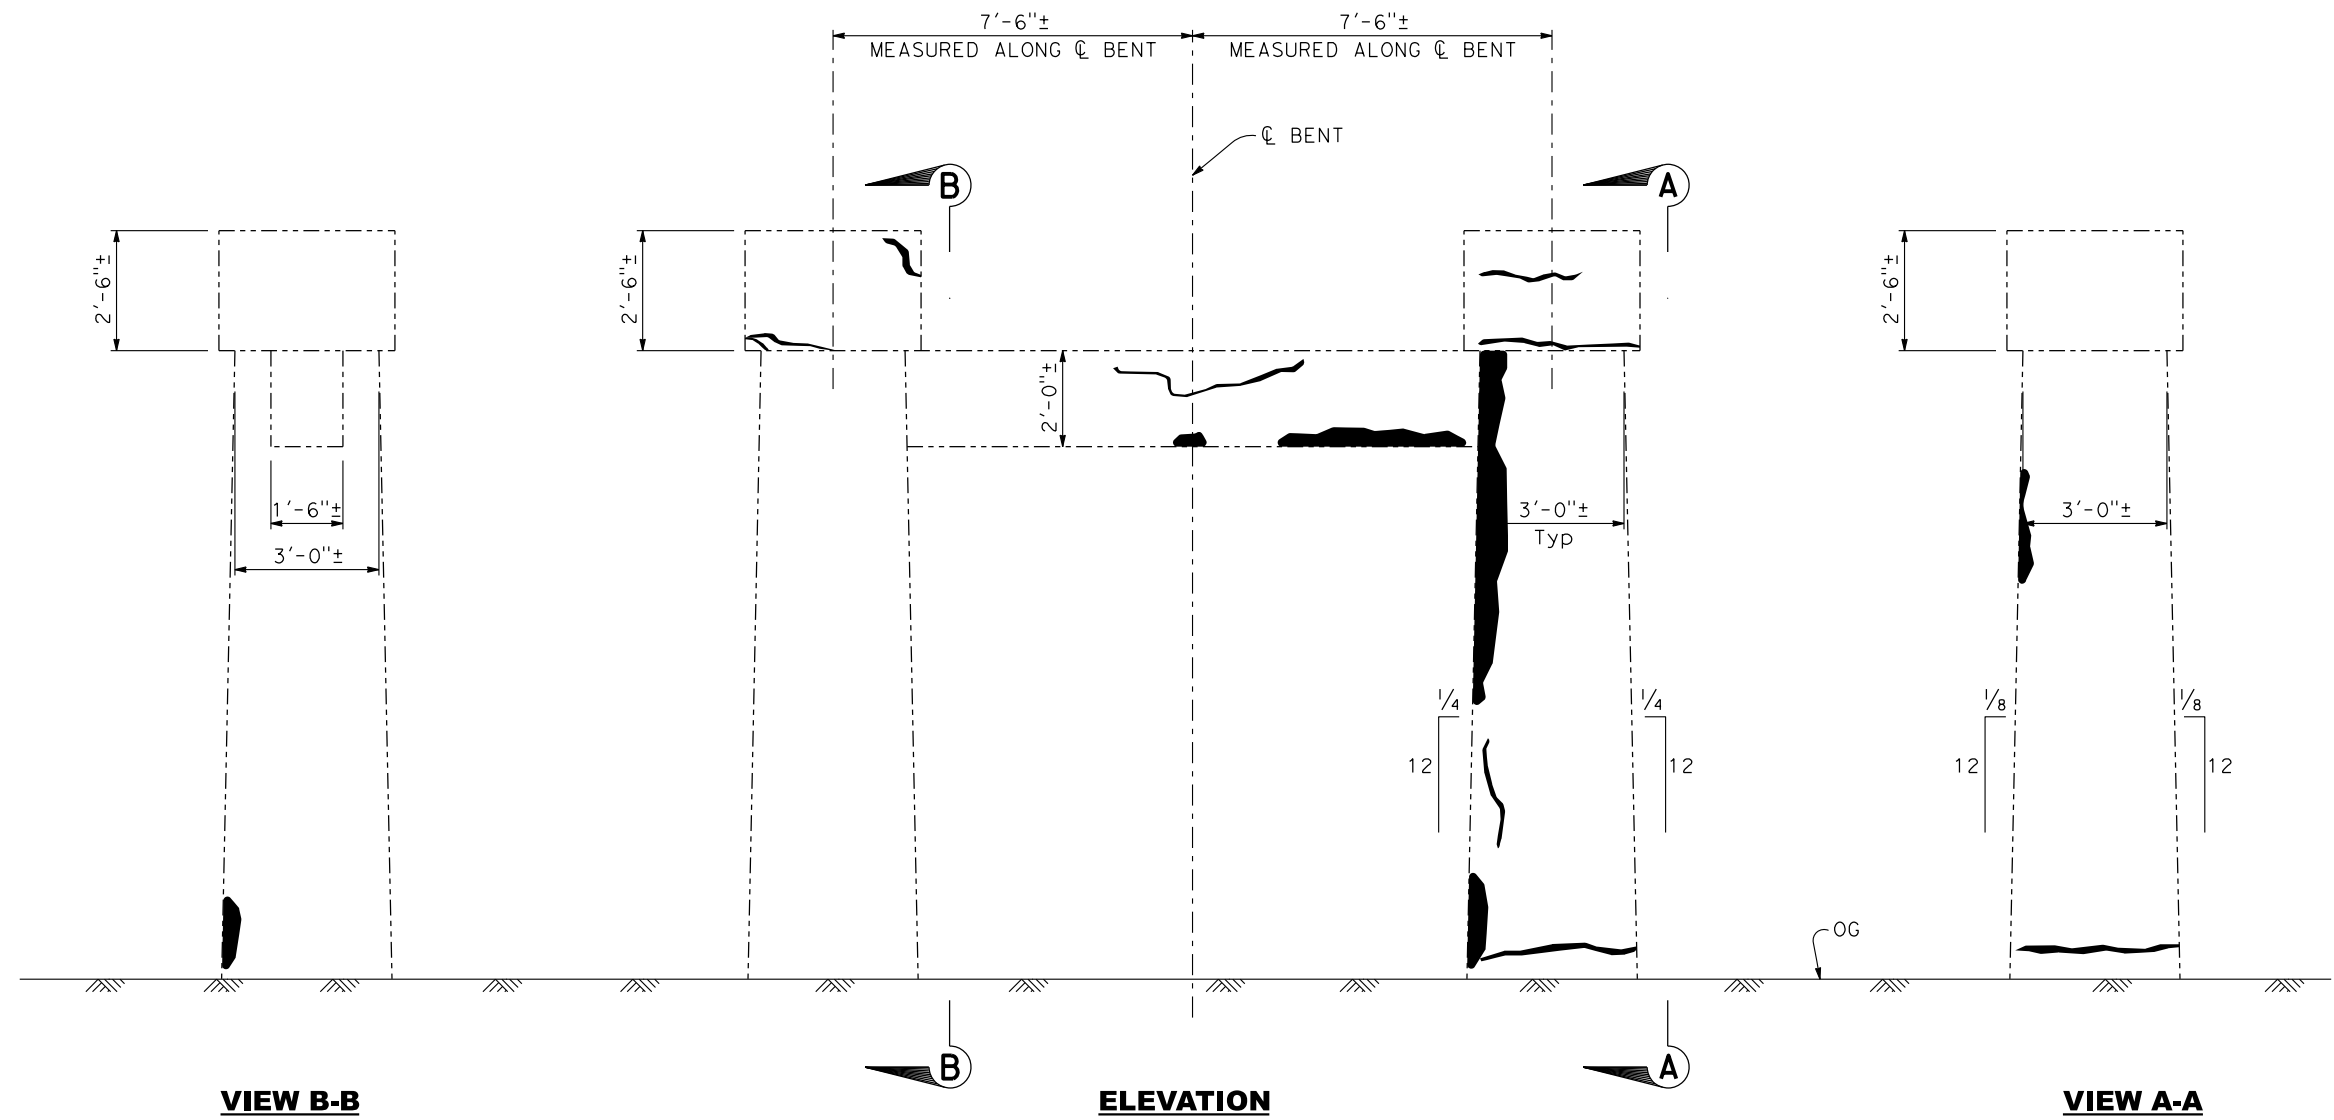 7'-6"±
7'-6"±
MEASURED ALONG ℄ BENT
MEASURED ALONG ℄ BENT
℄ BENT
B
A
2'-6"±
2'-6"±
2'-6"±
2'-0"±
1'-6"±
3'-0"±
3'-0"±
Typ
3'-0"±
1/4
1/4
12
12
1/8
1/8
12
12
OG
B
A
VIEW B-B
ELEVATION
VIEW A-A